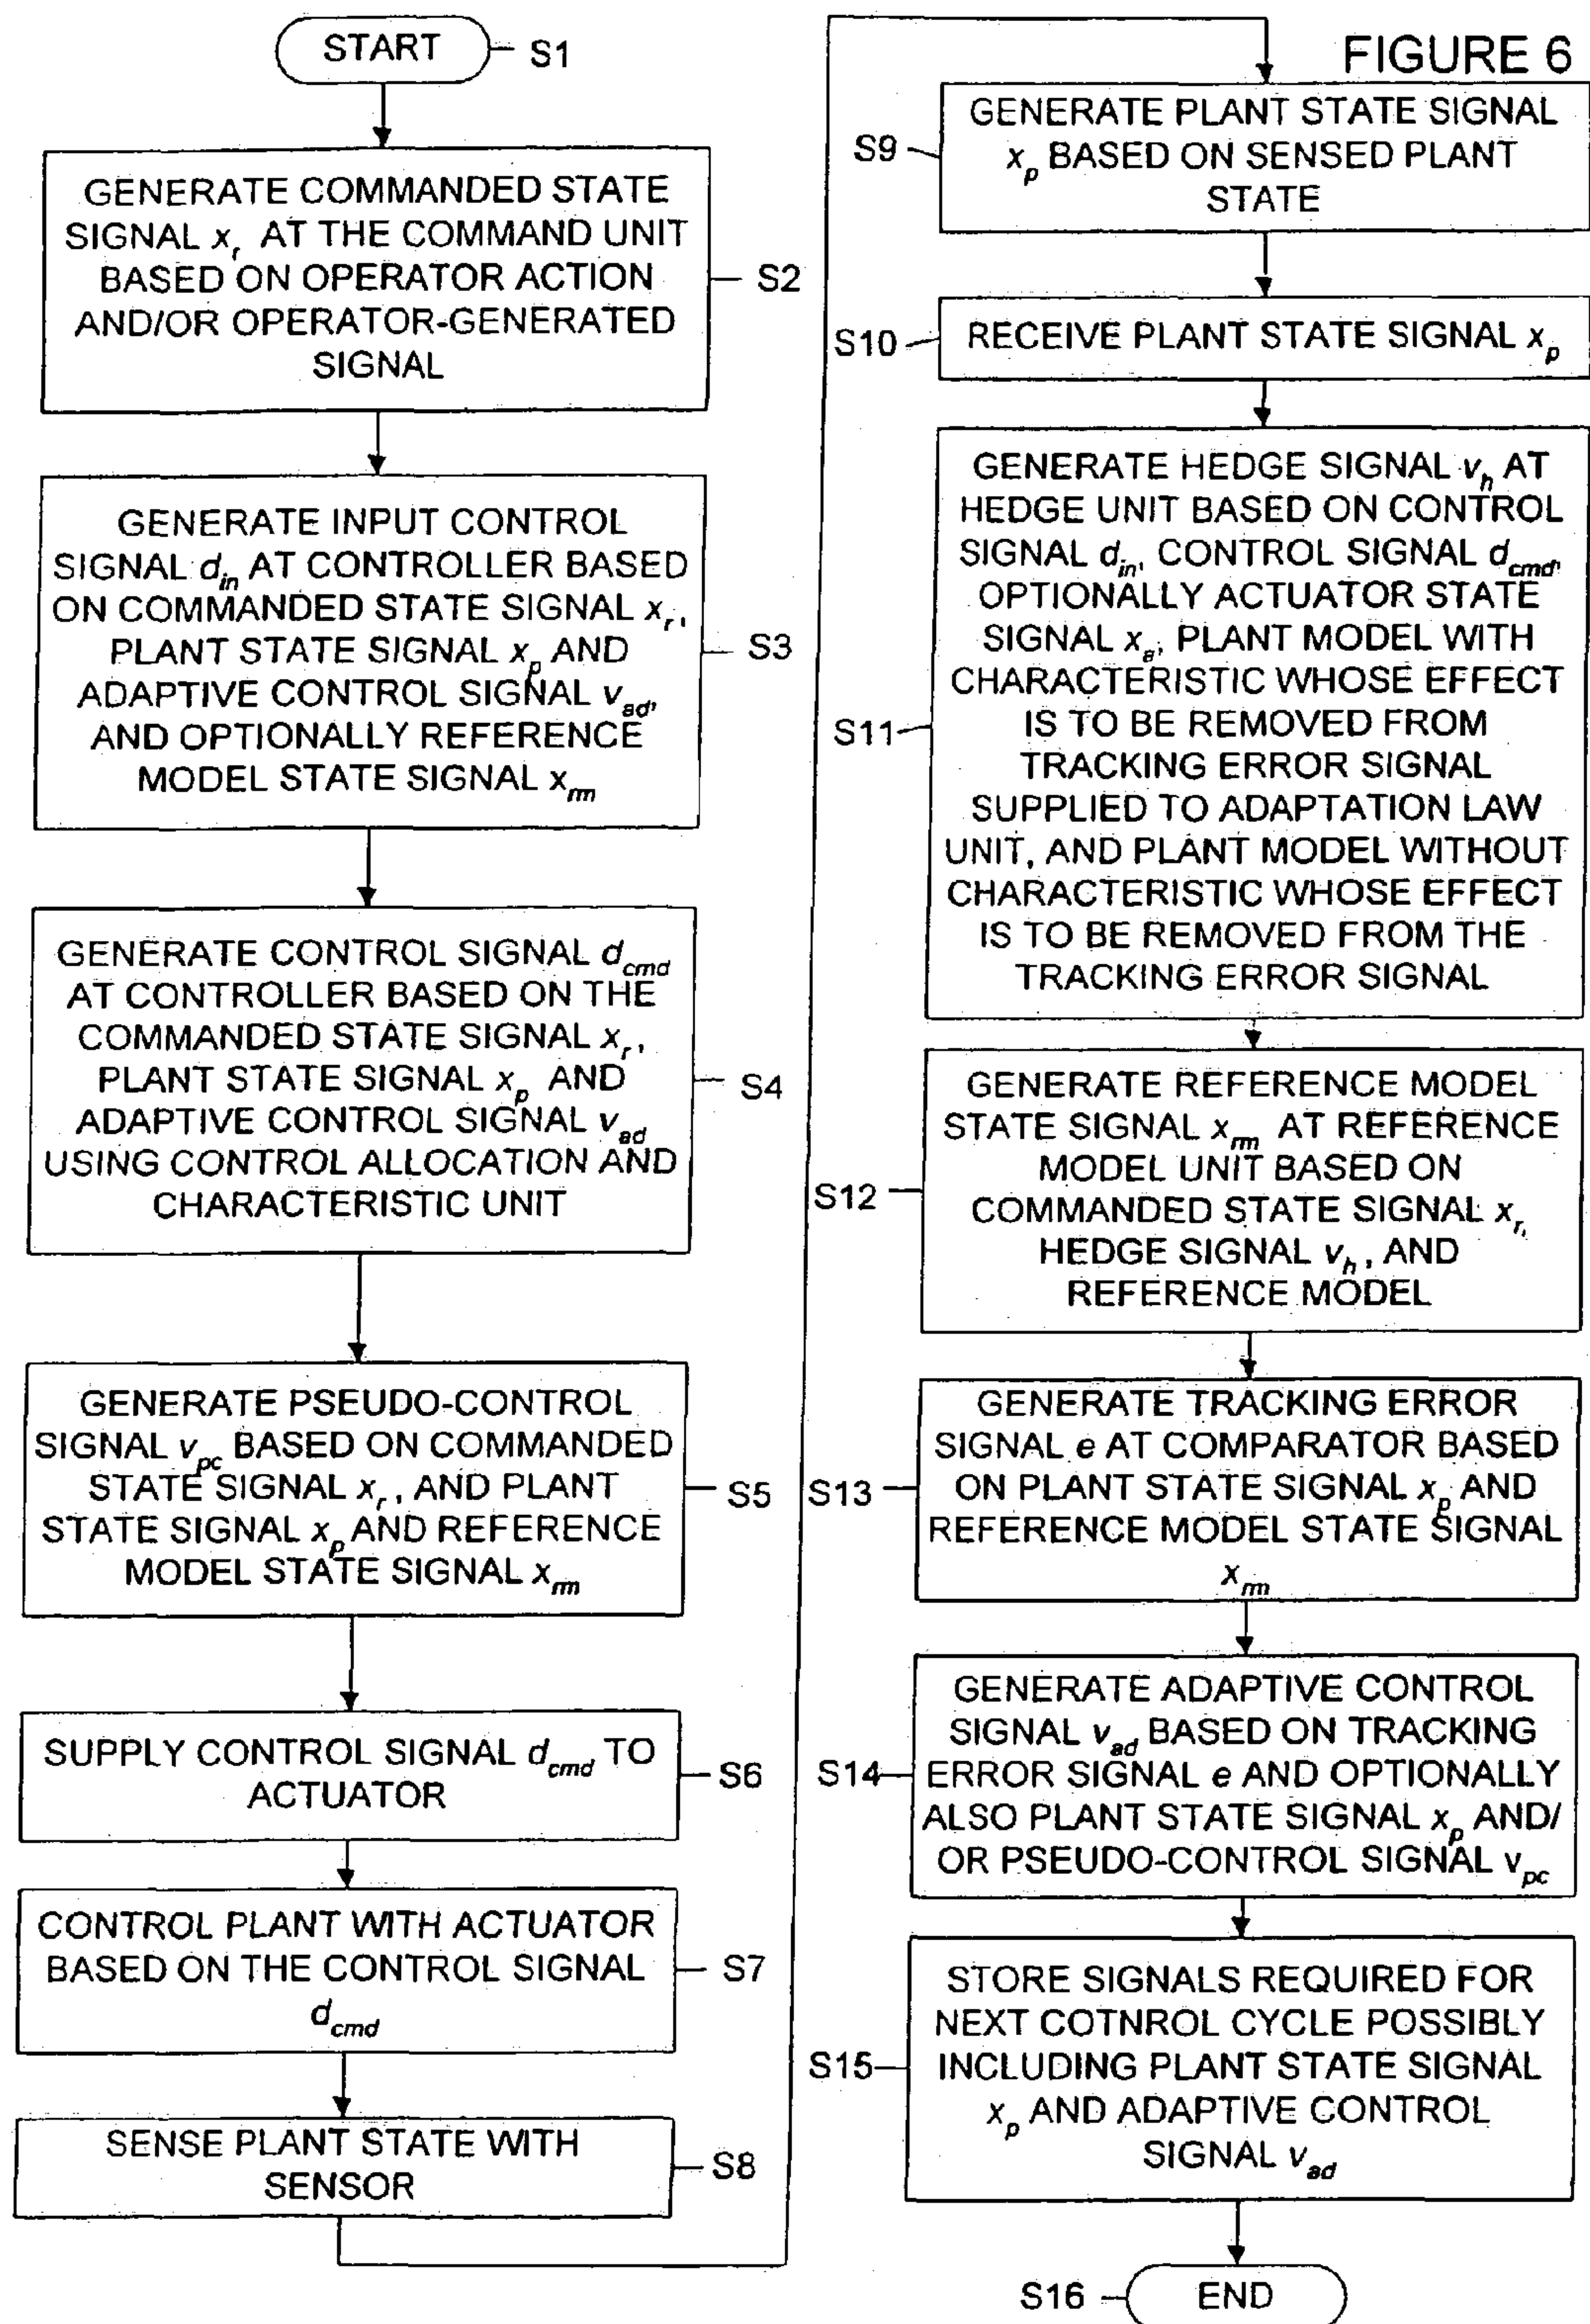 FIGURE 6
START
S1
GENERATE COMMANDED STATE
SIGNAL x_r AT THE COMMAND UNIT
BASED ON OPERATOR ACTION
AND/OR OPERATOR-GENERATED
SIGNAL
S2
GENERATE INPUT CONTROL
SIGNAL d_in AT CONTROLLER BASED
ON COMMANDED STATE SIGNAL x_r,
PLANT STATE SIGNAL x_p AND
ADAPTIVE CONTROL SIGNAL v_ad,
AND OPTIONALLY REFERENCE
MODEL STATE SIGNAL x_rm
S3
GENERATE CONTROL SIGNAL d_cmd
AT CONTROLLER BASED ON THE
COMMANDED STATE SIGNAL x_r,
PLANT STATE SIGNAL x_p AND
ADAPTIVE CONTROL SIGNAL v_ad
USING CONTROL ALLOCATION AND
CHARACTERISTIC UNIT
S4
GENERATE PSEUDO-CONTROL
SIGNAL v_pc BASED ON COMMANDED
STATE SIGNAL x_r, AND PLANT
STATE SIGNAL x_p AND REFERENCE
MODEL STATE SIGNAL x_rm
S5
SUPPLY CONTROL SIGNAL d_cmd TO
ACTUATOR
S6
CONTROL PLANT WITH ACTUATOR
BASED ON THE CONTROL SIGNAL
d_cmd
S7
SENSE PLANT STATE WITH
SENSOR
S8
GENERATE PLANT STATE SIGNAL
x_p BASED ON SENSED PLANT
STATE
S9
RECEIVE PLANT STATE SIGNAL x_p
S10
GENERATE HEDGE SIGNAL v_h AT
HEDGE UNIT BASED ON CONTROL
SIGNAL d_in, CONTROL SIGNAL d_cmd,
OPTIONALLY ACTUATOR STATE
SIGNAL x_a, PLANT MODEL WITH
CHARACTERISTIC WHOSE EFFECT
IS TO BE REMOVED FROM
TRACKING ERROR SIGNAL
SUPPLIED TO ADAPTATION LAW
UNIT, AND PLANT MODEL WITHOUT
CHARACTERISTIC WHOSE EFFECT
IS TO BE REMOVED FROM THE
TRACKING ERROR SIGNAL
S11
GENERATE REFERENCE MODEL
STATE SIGNAL x_rm AT REFERENCE
MODEL UNIT BASED ON
COMMANDED STATE SIGNAL x_r,
HEDGE SIGNAL v_h, AND
REFERENCE MODEL
S12
GENERATE TRACKING ERROR
SIGNAL e AT COMPARATOR BASED
ON PLANT STATE SIGNAL x_p AND
REFERENCE MODEL STATE SIGNAL
x_rm
S13
GENERATE ADAPTIVE CONTROL
SIGNAL v_ad BASED ON TRACKING
ERROR SIGNAL e AND OPTIONALLY
ALSO PLANT STATE SIGNAL x_p AND/
OR PSEUDO-CONTROL SIGNAL v_pc
S14
STORE SIGNALS REQUIRED FOR
NEXT COTNROL CYCLE POSSIBLY
INCLUDING PLANT STATE SIGNAL
x_p AND ADAPTIVE CONTROL
SIGNAL v_ad
S15
S16
END